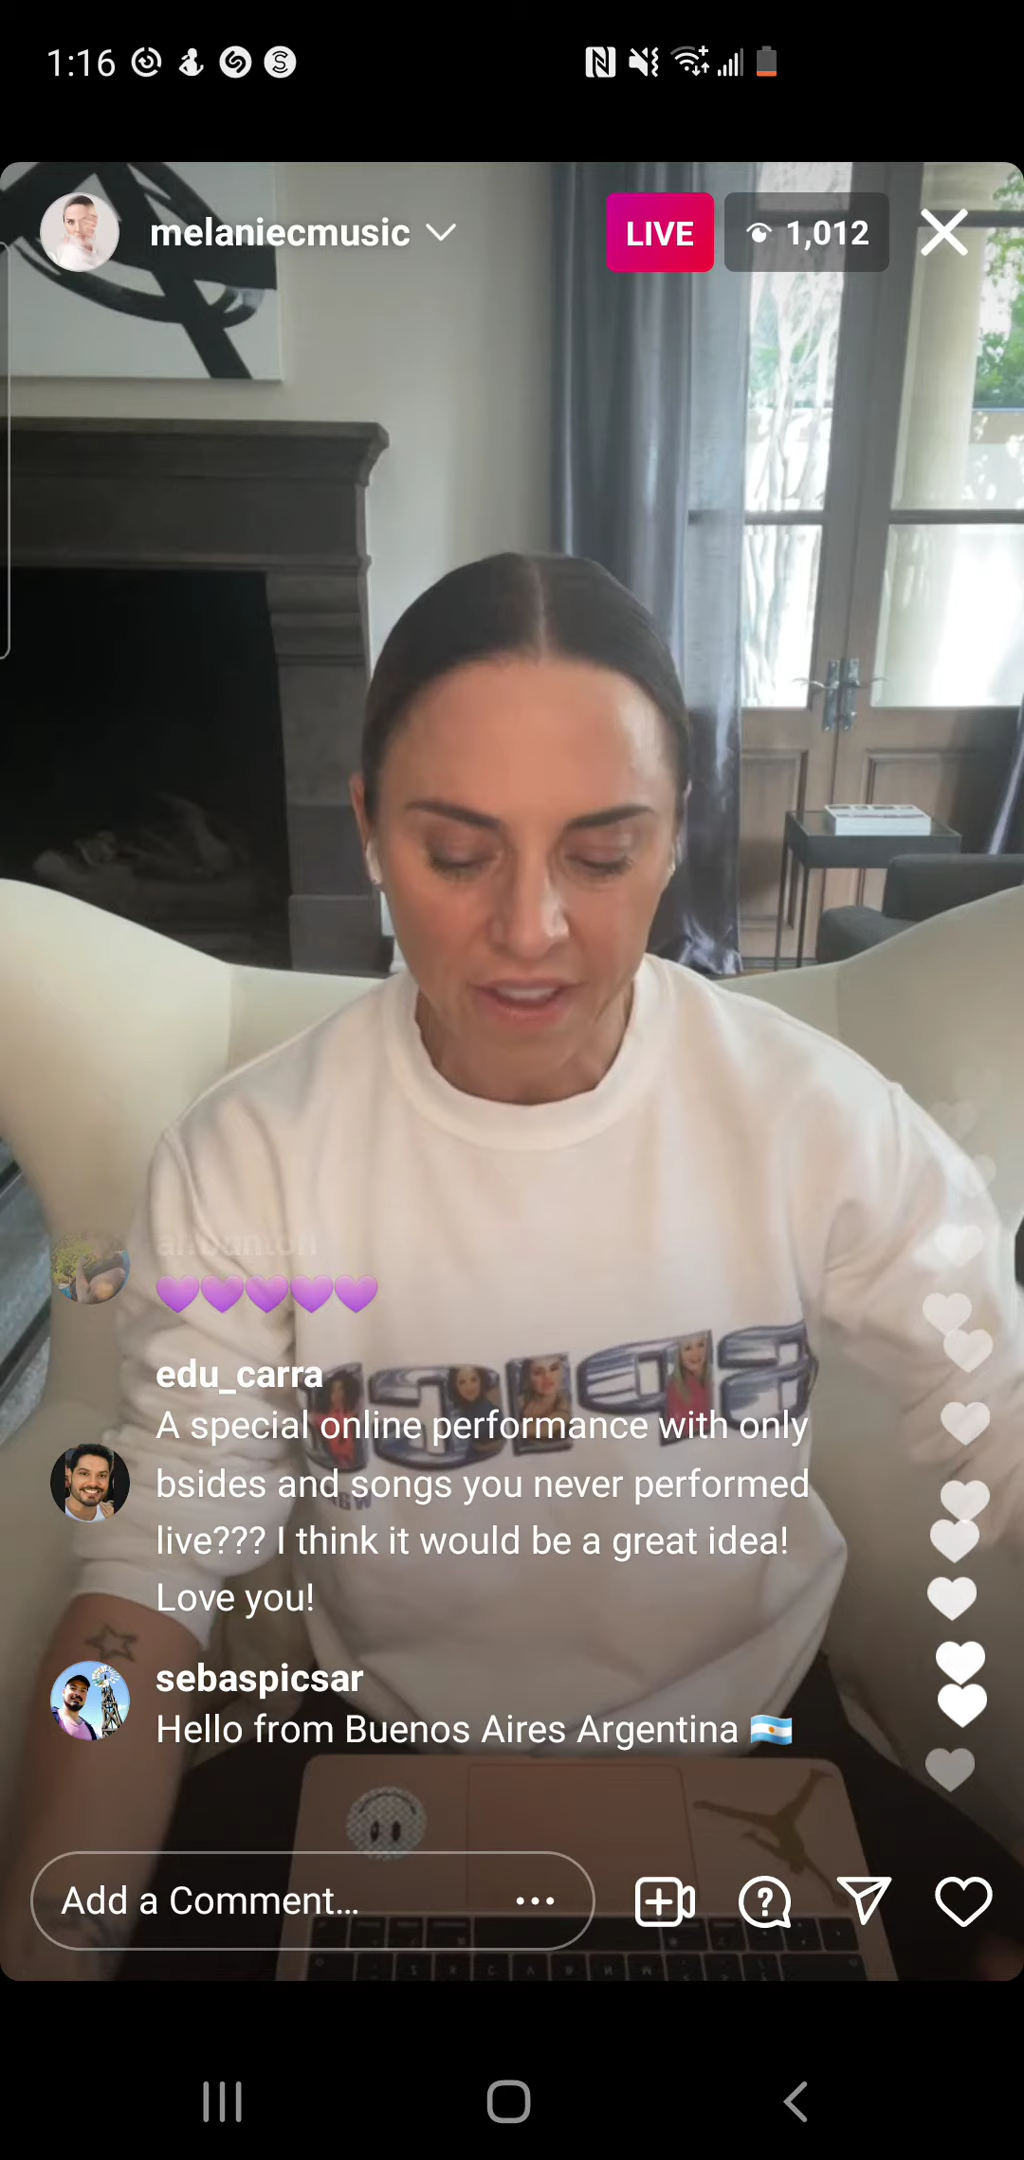 1:16
melaniecmusic
LIVE
1,012
💜💜💜💜💜
edu_carra
A special online performance with only
bsides and songs you never performed
live??? I think it would be a great idea!
Love you!
sebaspicsar
Hello from Buenos Aires Argentina 🇦🇷
Add a Comment...